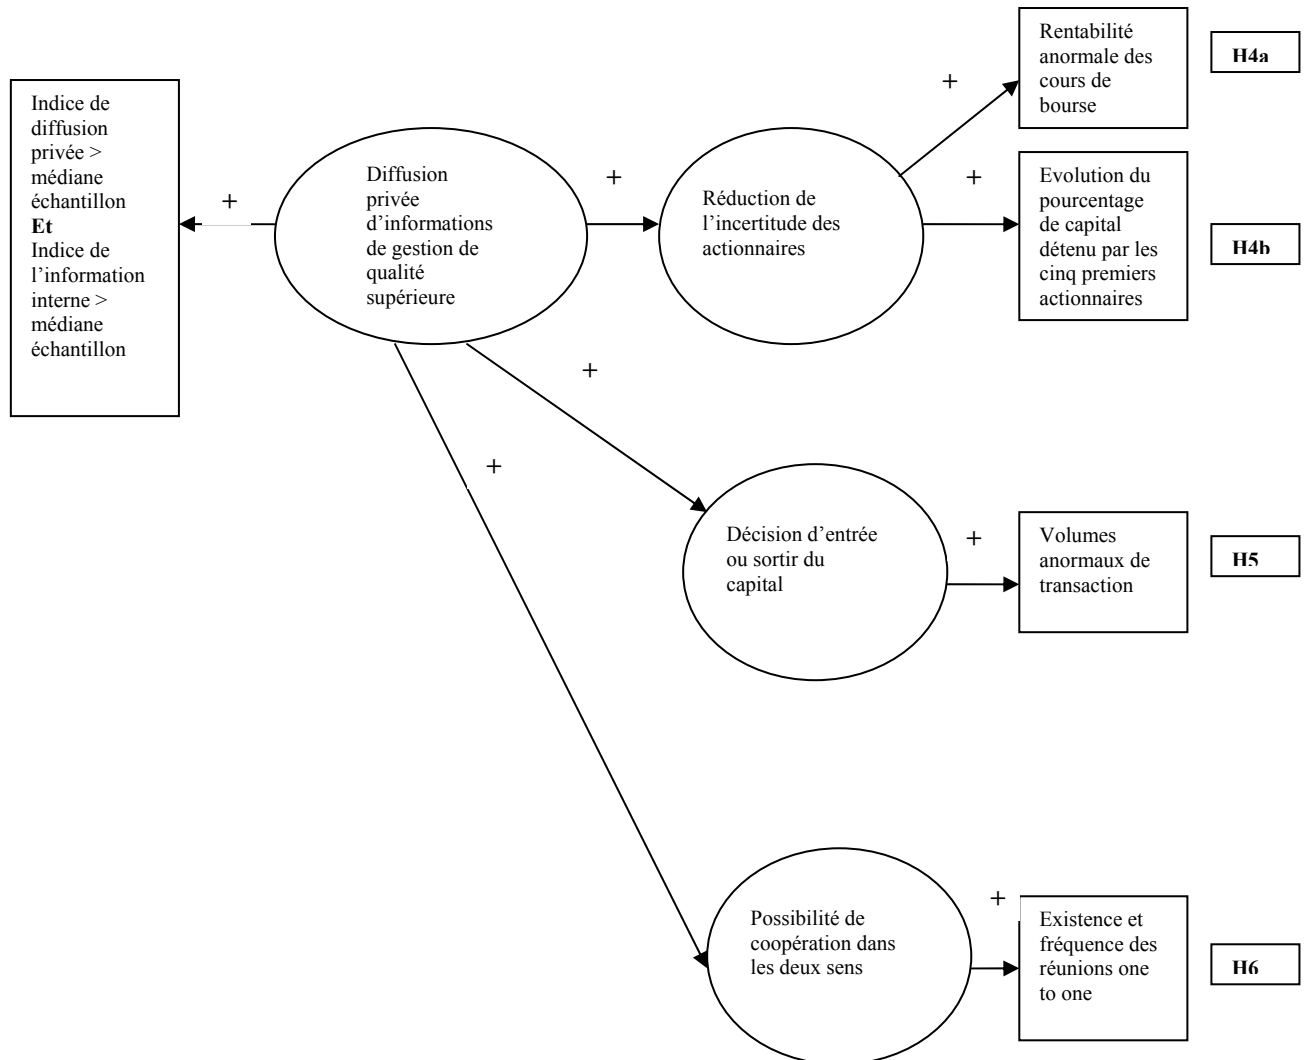 Rentabilité
anormale des
cours de
bourse
H4a
+
Indice de
diffusion
privée >
médiane
échantillon
Et
Indice de
l’information
interne >
médiane
échantillon
+
Diffusion
privée
d’informations
de gestion de
qualité
supérieure
+
Réduction de
l’incertitude des
actionnaires
+
Evolution du
pourcentage
de capital
détenu par les
cinq premiers
actionnaires
H4b
+
Décision d’entrée
ou sortir du
capital
+
Volumes
anormaux de
transaction
H5
+
Possibilité de
coopération dans
les deux sens
+
Existence et
fréquence des
réunions one
to one
H6